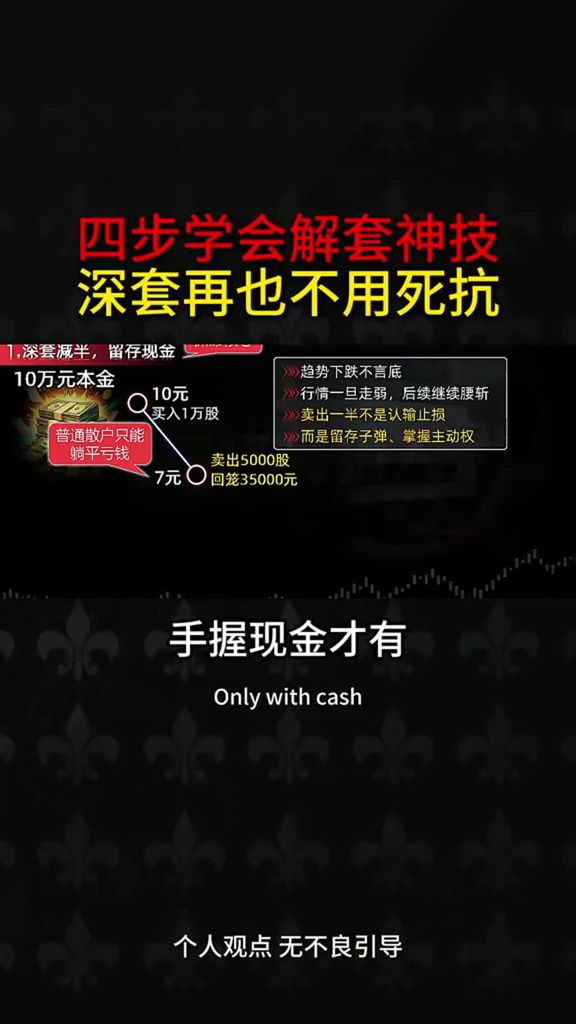 四步学会解套神技
深套再也不用死抗
1.深套减半，留存现金
10万元本金
10元
买入1万股
普通散户只能
躺平亏钱
7元
卖出5000股
回笼35000元
趋势下跌不言底
行情一旦走弱，后续继续腰斩
卖出一半不是认输止损
而是留存子弹、掌握主动权
手握现金才有
Only with cash
个人观点 无不良引导